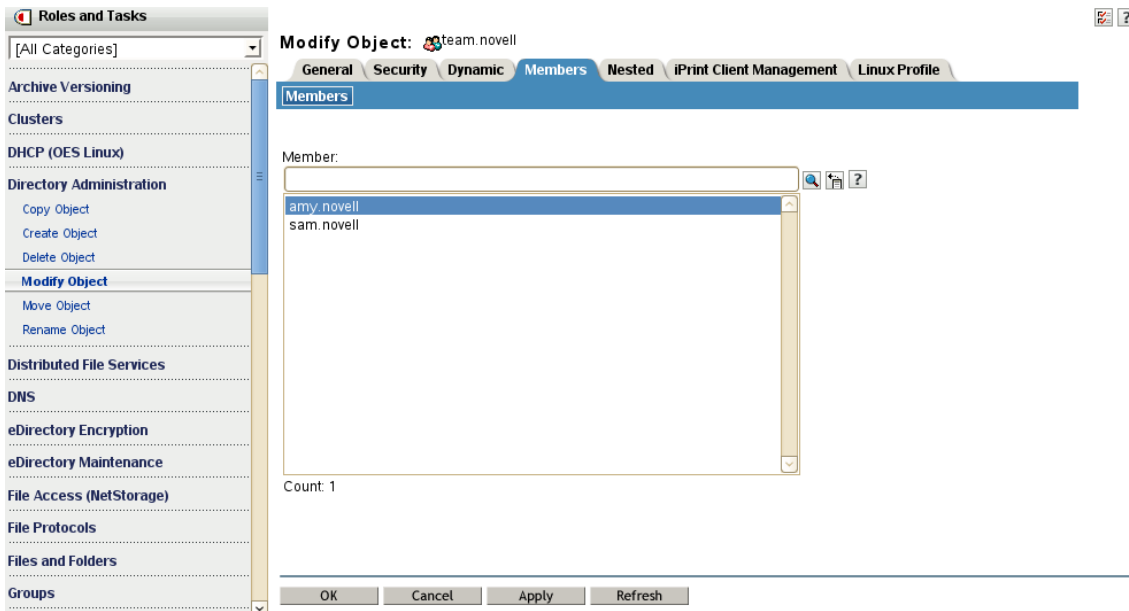 Roles and Tasks
[All Categories]
Archive Versioning
Clusters
DHCP (OES Linux)
Directory Administration
Copy Object
Create Object
Delete Object
Modify Object
Move Object
Rename Object
Distributed File Services
DNS
eDirectory Encryption
eDirectory Maintenance
File Access (NetStorage)
File Protocols
Files and Folders
Groups
?
Modify Object: team.novell
General Security Dynamic Members Nested iPrint Client Management Linux Profile
Members
Member:
?
amy.novell
sam.novell
Count: 1
OK Cancel Apply Refresh